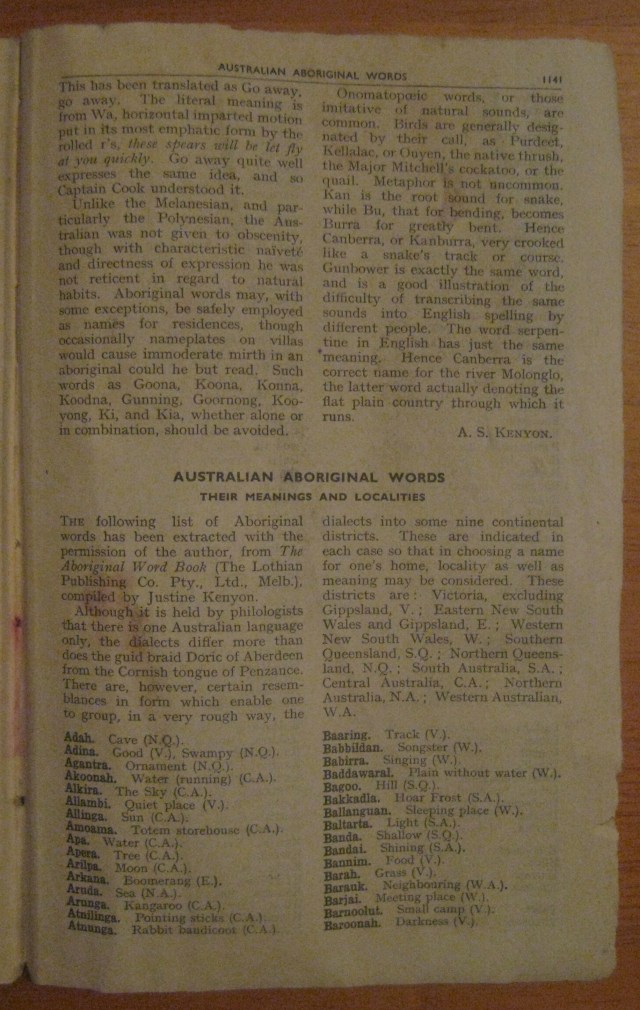 AUSTRALIAN ABORIGINAL WORDS
1141
This has been translated as Go away,
go away. The literal meaning is
from Wa, horizontal imparted motion
put in its most emphatic form by the
rolled r's, these spears will be let fly
at you quickly. Go away quite well
expresses the same idea, and so
Captain Cook understood it.
Unlike the Melanesian, and par-
ticularly the Polynesian, the Aus-
tralian was not given to obscenity,
though with characteristic naïveté
and directness of expression he was
not reticent in regard to natural
habits. Aboriginal words may, with
some exceptions, be safely employed
as names for residences, though
occasionally nameplates on villas
would cause immoderate mirth in an
aboriginal could he but read. Such
words as Goona, Koona, Konna,
Koodna, Gunning, Goornong, Koo-
yong, Ki, and Kia, whether alone or
in combination, should be avoided.
Onomatopœic words, or those
imitative of natural sounds, are
common. Birds are generally desig-
nated by their call, as Purdeet,
Kellalac, or Ouyen, the native thrush,
the Major Mitchell's cockatoo, or the
quail. Metaphor is not uncommon.
Kan is the root sound for snake,
while Bu, that for bending, becomes
Burra for greatly bent. Hence
Canberra, or Kanburra, very crooked
like a snake's track or course.
Gunbower is exactly the same word,
and is a good illustration of the
difficulty of transcribing the same
sounds into English spelling by
different people. The word serpen-
tine in English has just the same
meaning. Hence Canberra is the
correct name for the river Molonglo,
the latter word actually denoting the
flat plain country through which it
runs.
A. S. KENYON.
AUSTRALIAN ABORIGINAL WORDS
THEIR MEANINGS AND LOCALITIES
THE following list of Aboriginal
words has been extracted with the
permission of the author, from The
Aboriginal Word Book (The Lothian
Publishing Co. Pty., Ltd., Melb.),
compiled by Justine Kenyon.
Although it is held by philologists
that there is one Australian language
only, the dialects differ more than
does the guid braid Doric of Aberdeen
from the Cornish tongue of Penzance.
There are, however, certain resem-
blances in form which enable one
to group, in a very rough way, the
dialects into some nine continental
districts. These are indicated in
each case so that in choosing a name
for one's home, locality as well as
meaning may be considered. These
districts are: Victoria, excluding
Gippsland, V.; Eastern New South
Wales and Gippsland, E.; Western
New South Wales, W.; Southern
Queensland, S.Q.; Northern Queens-
land, N.Q.; South Australia, S.A.;
Central Australia, C.A.; Northern
Australia, N.A.; Western Australian,
W.A.
Adah. Cave (N.Q.).
Adina. Good (V.), Swampy (N.Q.).
Agantra. Ornament (N.Q.).
Akoonah. Water (running) (C.A.).
Alkira. The Sky (C.A.).
Allambi. Quiet place (V.).
Allinga. Sun (C.A.).
Amoama. Totem storehouse (C.A.).
Apa. Water (C.A.).
Apera. Tree (C.A.).
Arilpa. Moon (C.A.).
Arkana. Boomerang (E.).
Aruda. Sea (N.A.).
Arunga. Kangaroo (C.A.).
Atnilinga. Pointing sticks (C.A.).
Atnunga. Rabbit bandicoot (C.A.).
Baaring. Track (V.).
Babbildan. Songster (W.).
Babirra. Singing (W.).
Baddawaral. Plain without water (W.).
Bagoo. Hill (S.Q.).
Bakkadla. Hoar Frost (S.A.).
Ballanguan. Sleeping place (W.).
Baltarta. Light (S.A.).
Banda. Shallow (S.Q.).
Bandai. Shining (S.A.).
Bannim. Food (V.).
Barah. Grass (V.).
Barauk. Neighbouring (W.A.).
Barjai. Meeting place (W.).
Barnoolut. Small camp (V.).
Baroonah. Darkness (V.).